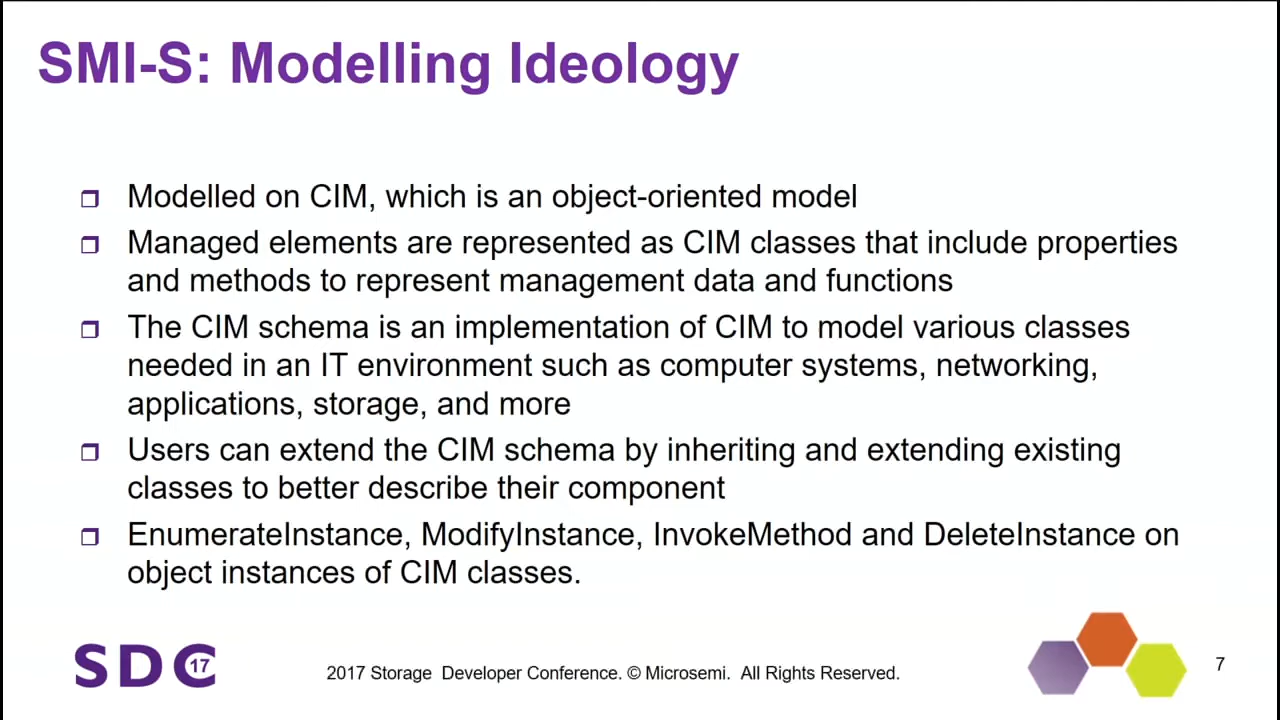 SMI-S: Modelling Ideology
Modelled on CIM, which is an object-oriented model
Managed elements are represented as CIM classes that include properties
and methods to represent management data and functions
The CIM schema is an implementation of CIM to model various classes
needed in an IT environment such as computer systems, networking,
applications, storage, and more
Users can extend the CIM schema by inheriting and extending existing
classes to better describe their component
EnumerateInstance, ModifyInstance, InvokeMethod and DeleteInstance on
object instances of CIM classes.
SDC 17
2017 Storage Developer Conference. © Microsemi. All Rights Reserved.
7